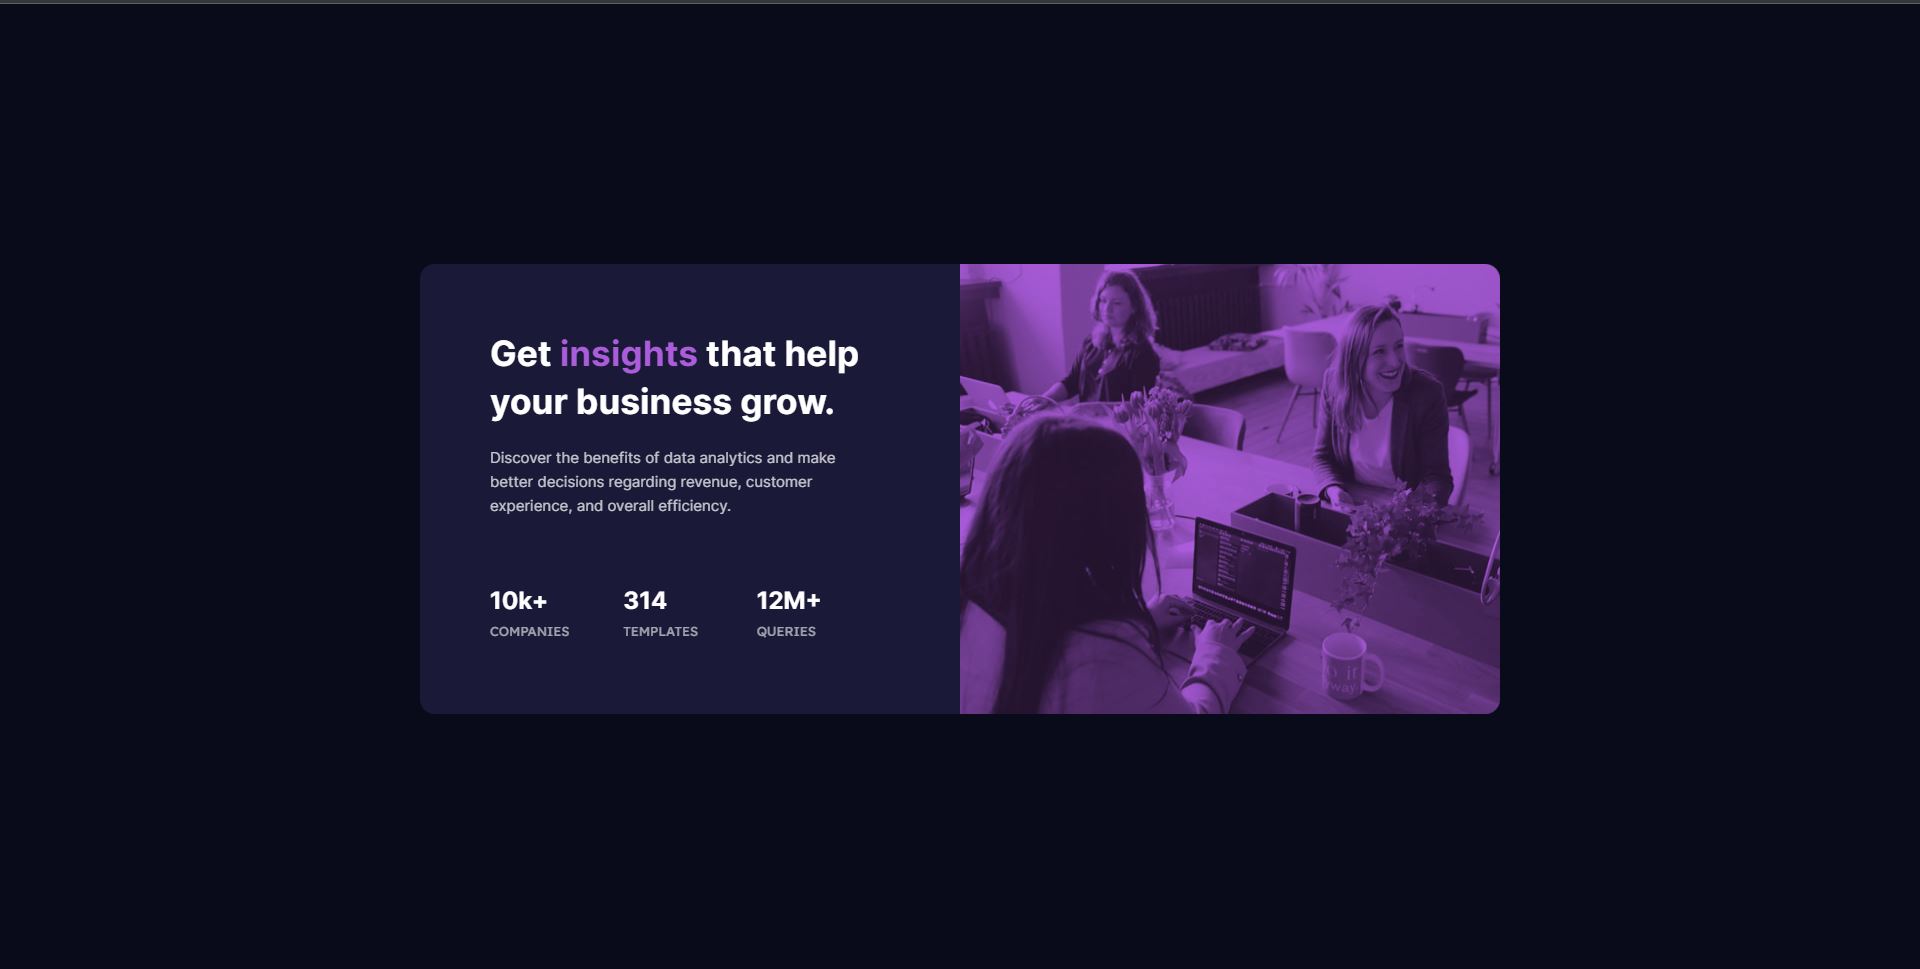 Get insights that help
your business grow.
Discover the benefits of data analytics and make
better decisions regarding revenue, customer
experience, and overall efficiency.
10k+ 314 12M+
COMPANIES TEMPLATES QUERIES